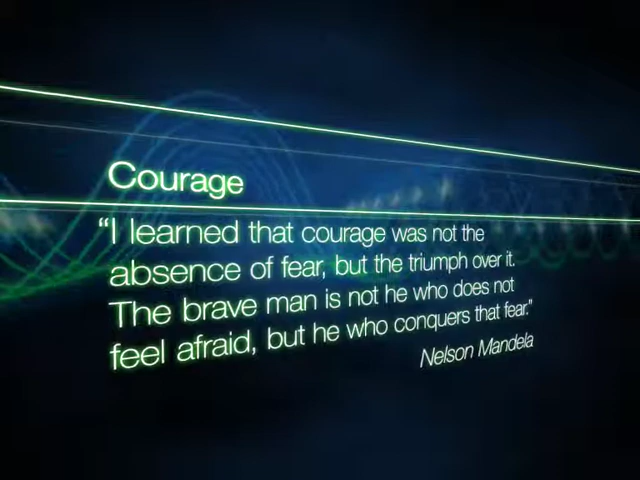 Courage
“I learned that courage was not the
absence of fear, but the triumph over it.
The brave man is not he who does not
feel afraid, but he who conquers that fear.”
Nelson Mandela